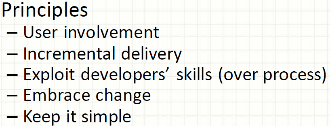 Principles
– User involvement
– Incremental delivery
– Exploit developers’ skills (over process)
– Embrace change
– Keep it simple